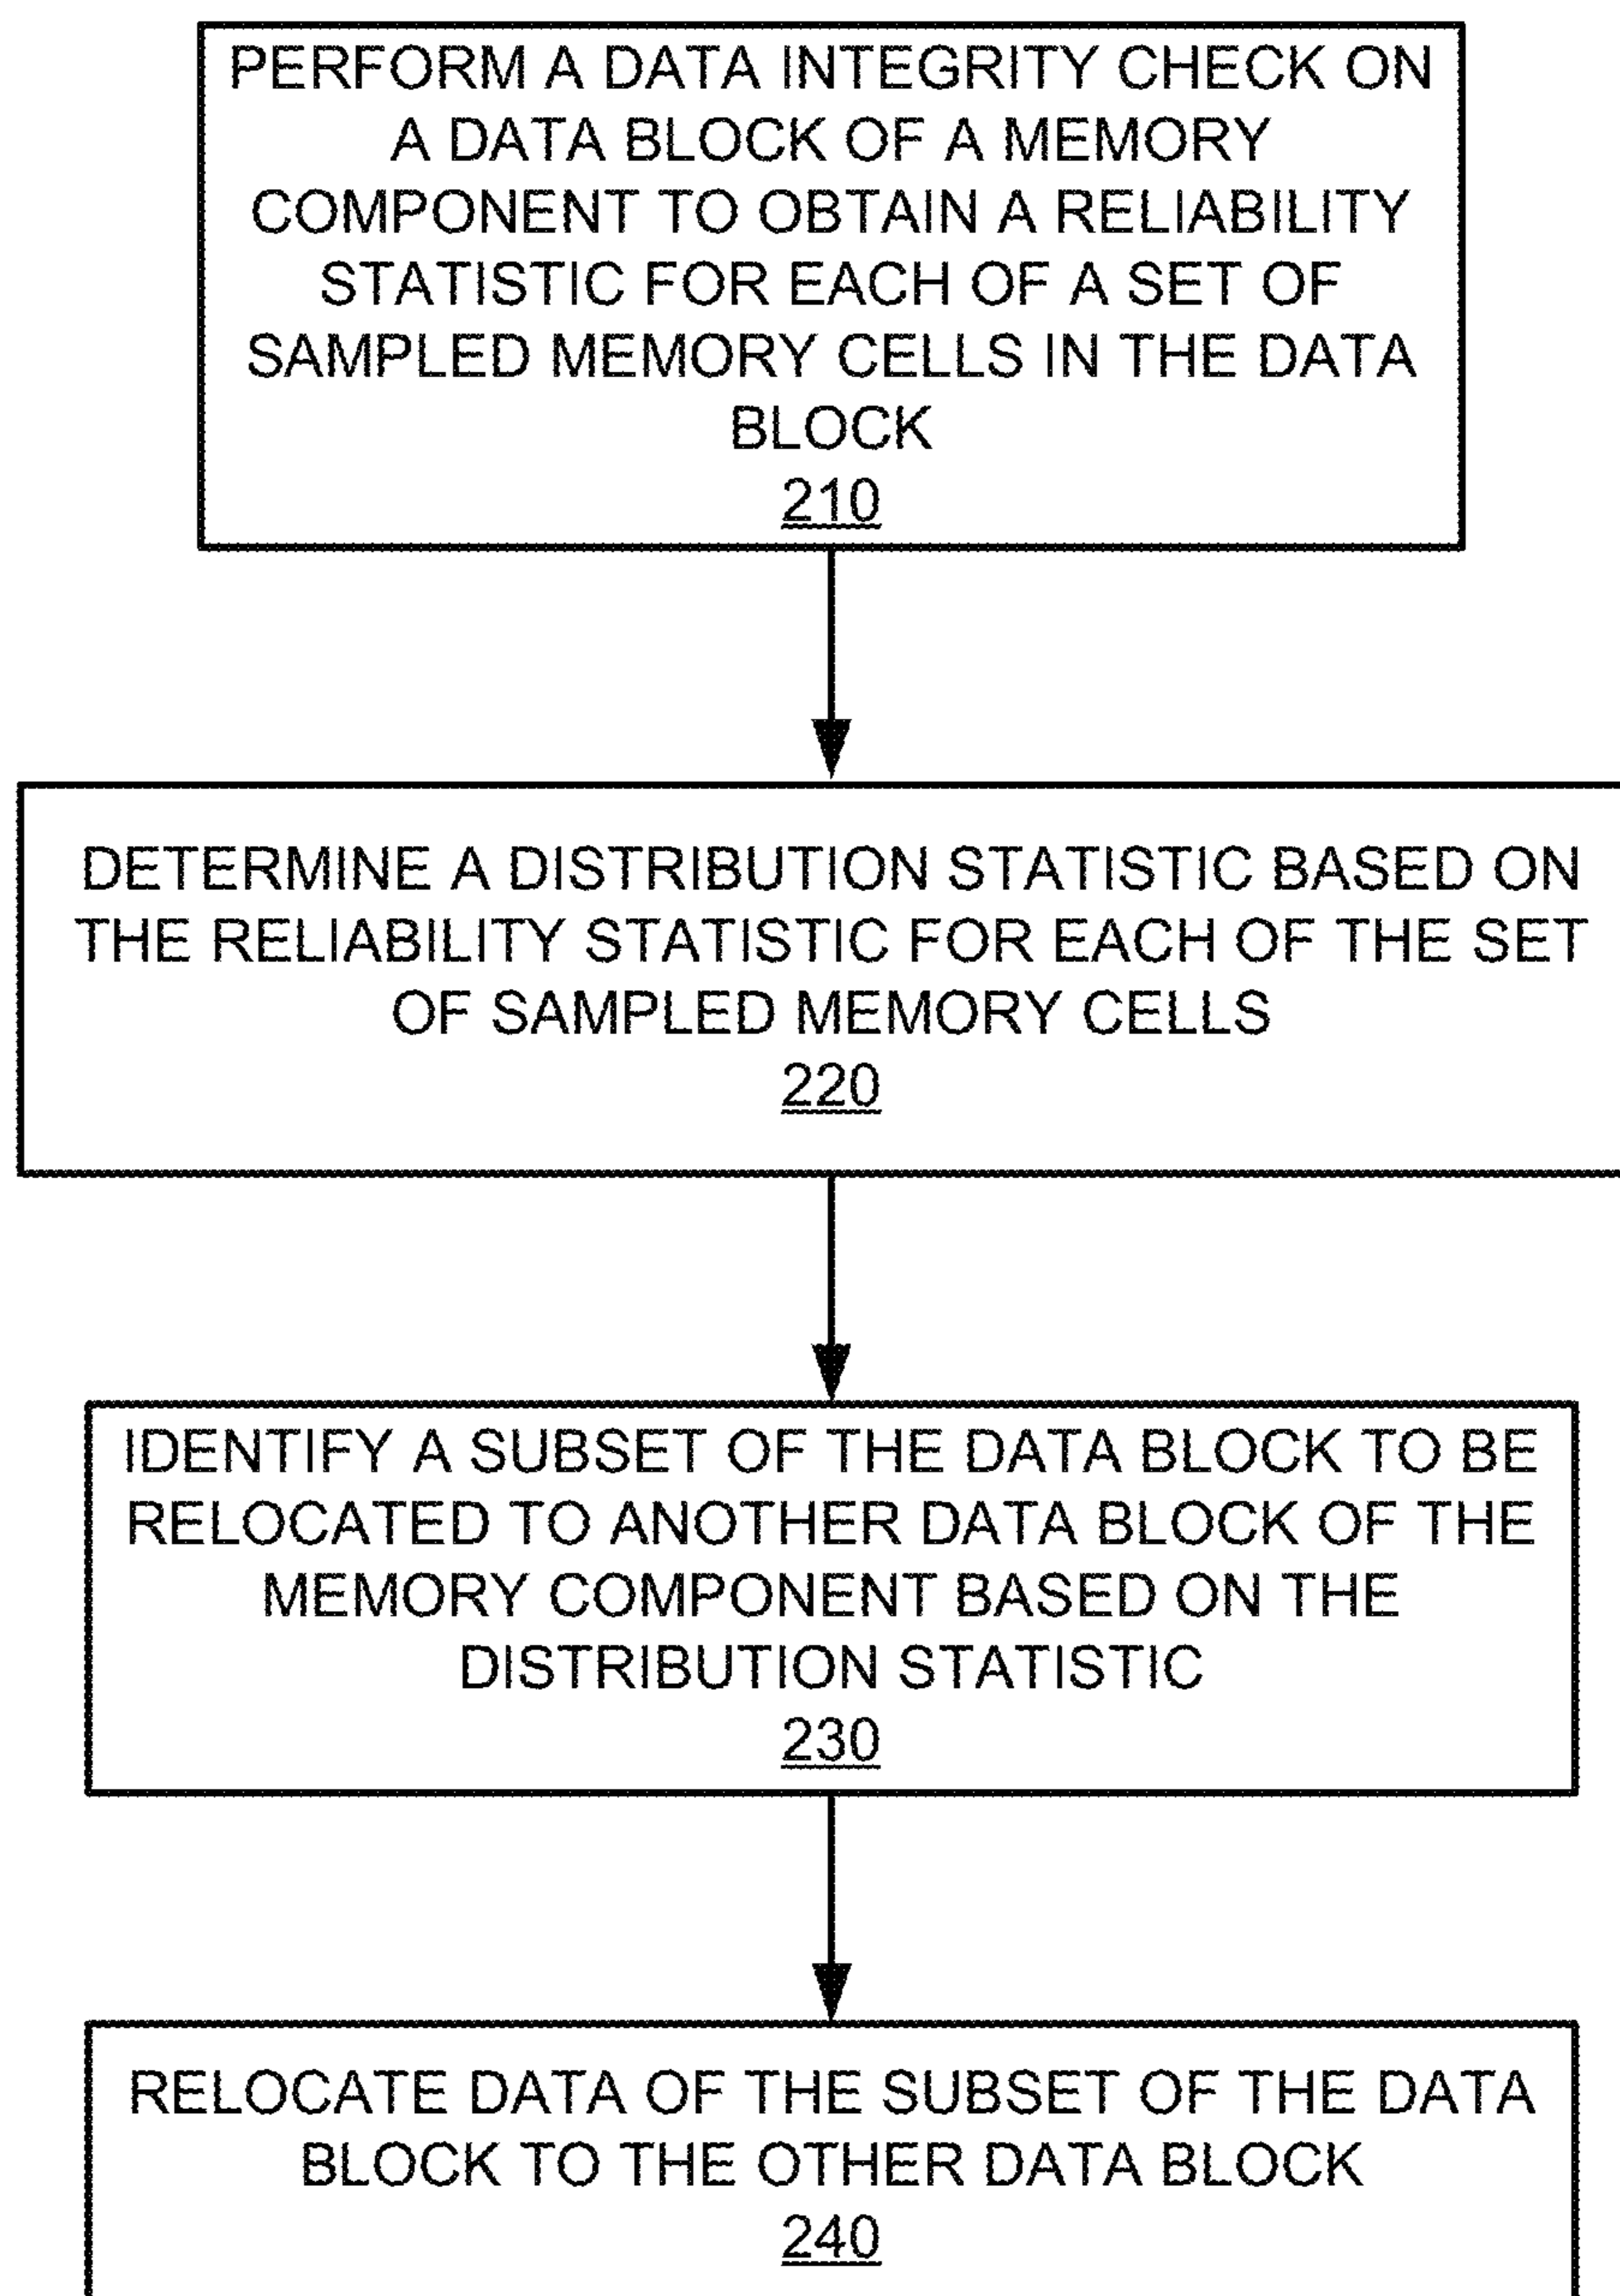 PERFORM A DATA INTEGRITY CHECK ON
A DATA BLOCK OF A MEMORY
COMPONENT TO OBTAIN A RELIABILITY
STATISTIC FOR EACH OF A SET OF
SAMPLED MEMORY CELLS IN THE DATA
BLOCK
210
DETERMINE A DISTRIBUTION STATISTIC BASED ON
THE RELIABILITY STATISTIC FOR EACH OF THE SET
OF SAMPLED MEMORY CELLS
220
IDENTIFY A SUBSET OF THE DATA BLOCK TO BE
RELOCATED TO ANOTHER DATA BLOCK OF THE
MEMORY COMPONENT BASED ON THE
DISTRIBUTION STATISTIC
230
RELOCATE DATA OF THE SUBSET OF THE DATA
BLOCK TO THE OTHER DATA BLOCK
240